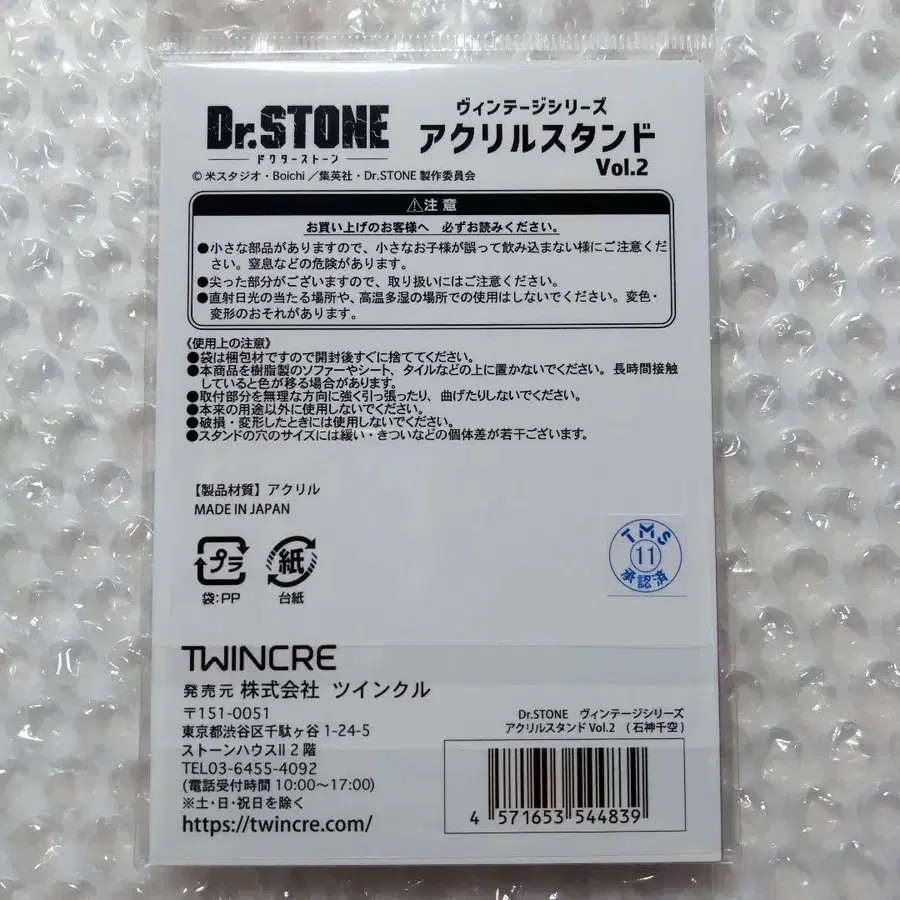 Dr.STONE
ドクターストーン
ヴィンテージシリーズ
アクリルスタンド
Vol.2
© 米スタジオ・Boichi／集英社・Dr.STONE 製作委員会
⚠注意
お買い上げのお客様へ　必ずお読みください。
●小さな部品がありますので、小さなお子様が誤って飲み込まない様にご注意くだ
さい。窒息などの危険があります。
●尖った部分がございますので、取り扱いにはご注意ください。
●直射日光の当たる場所や、高温多湿の場所での使用はしないでください。変色・
変形のおそれがあります。
《使用上の注意》
●袋は梱包材ですので開封後すぐに捨ててください。
●本商品を樹脂製のソファーやシート、タイルなどの上に置かないでください。長時間接触
していると色が移る場合があります。
●取付部分を無理な方向に強く引っ張ったり、曲げたりしないでください。
●本来の用途以外に使用しないでください。
●破損・変形したときには使用しないでください。
●スタンドの穴のサイズには緩い・きついなどの個体差が若干ございます。
【製品材質】アクリル
MADE IN JAPAN
プラ
袋:PP
紙
台紙
TMS
11
承認済
TWINCRE
発売元 株式会社 ツインクル
〒151-0051
東京都渋谷区千駄ヶ谷 1-24-5
ストーンハウスII 2 階
TEL03-6455-4092
(電話受付時間 10:00〜17:00)
※土・日・祝日を除く
https://twincre.com/
Dr.STONE　ヴィンテージシリーズ
アクリルスタンド Vol.2　(石神千空)
4 571653 544839